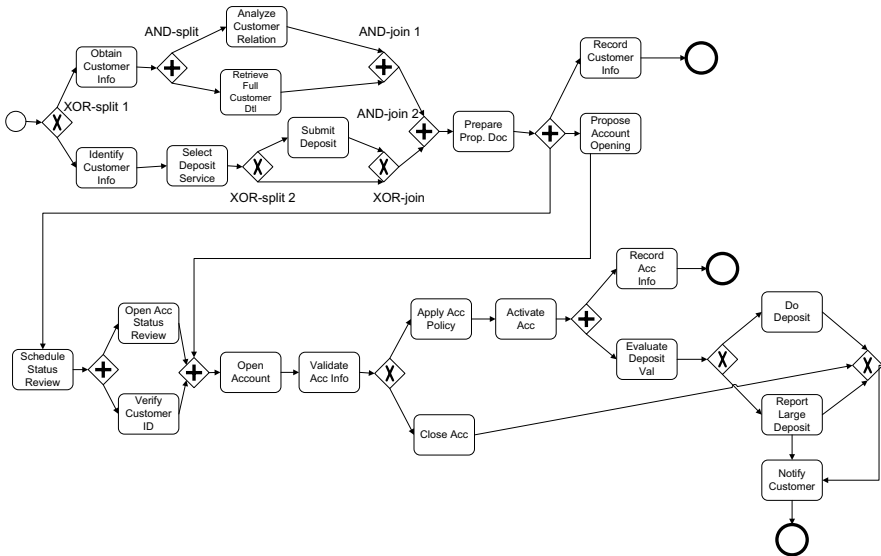 AND-split
Analyze
Customer
Relation
AND-join 1
Obtain
Customer
Info
Retrieve
Full
Customer
Dtl
Record
Customer
Info
XOR-split 1
AND-join 2
Prepare
Prop. Doc
Propose
Account
Opening
Identify
Customer
Info
Select
Deposit
Service
Submit
Deposit
XOR-split 2
XOR-join
Record
Acc
Info
Open Acc
Status
Review
Apply Acc
Policy
Activate
Acc
Do
Deposit
Schedule
Status
Review
Open
Account
Validate
Acc Info
Evaluate
Deposit
Val
Verify
Customer
ID
Close Acc
Report
Large
Deposit
Notify
Customer